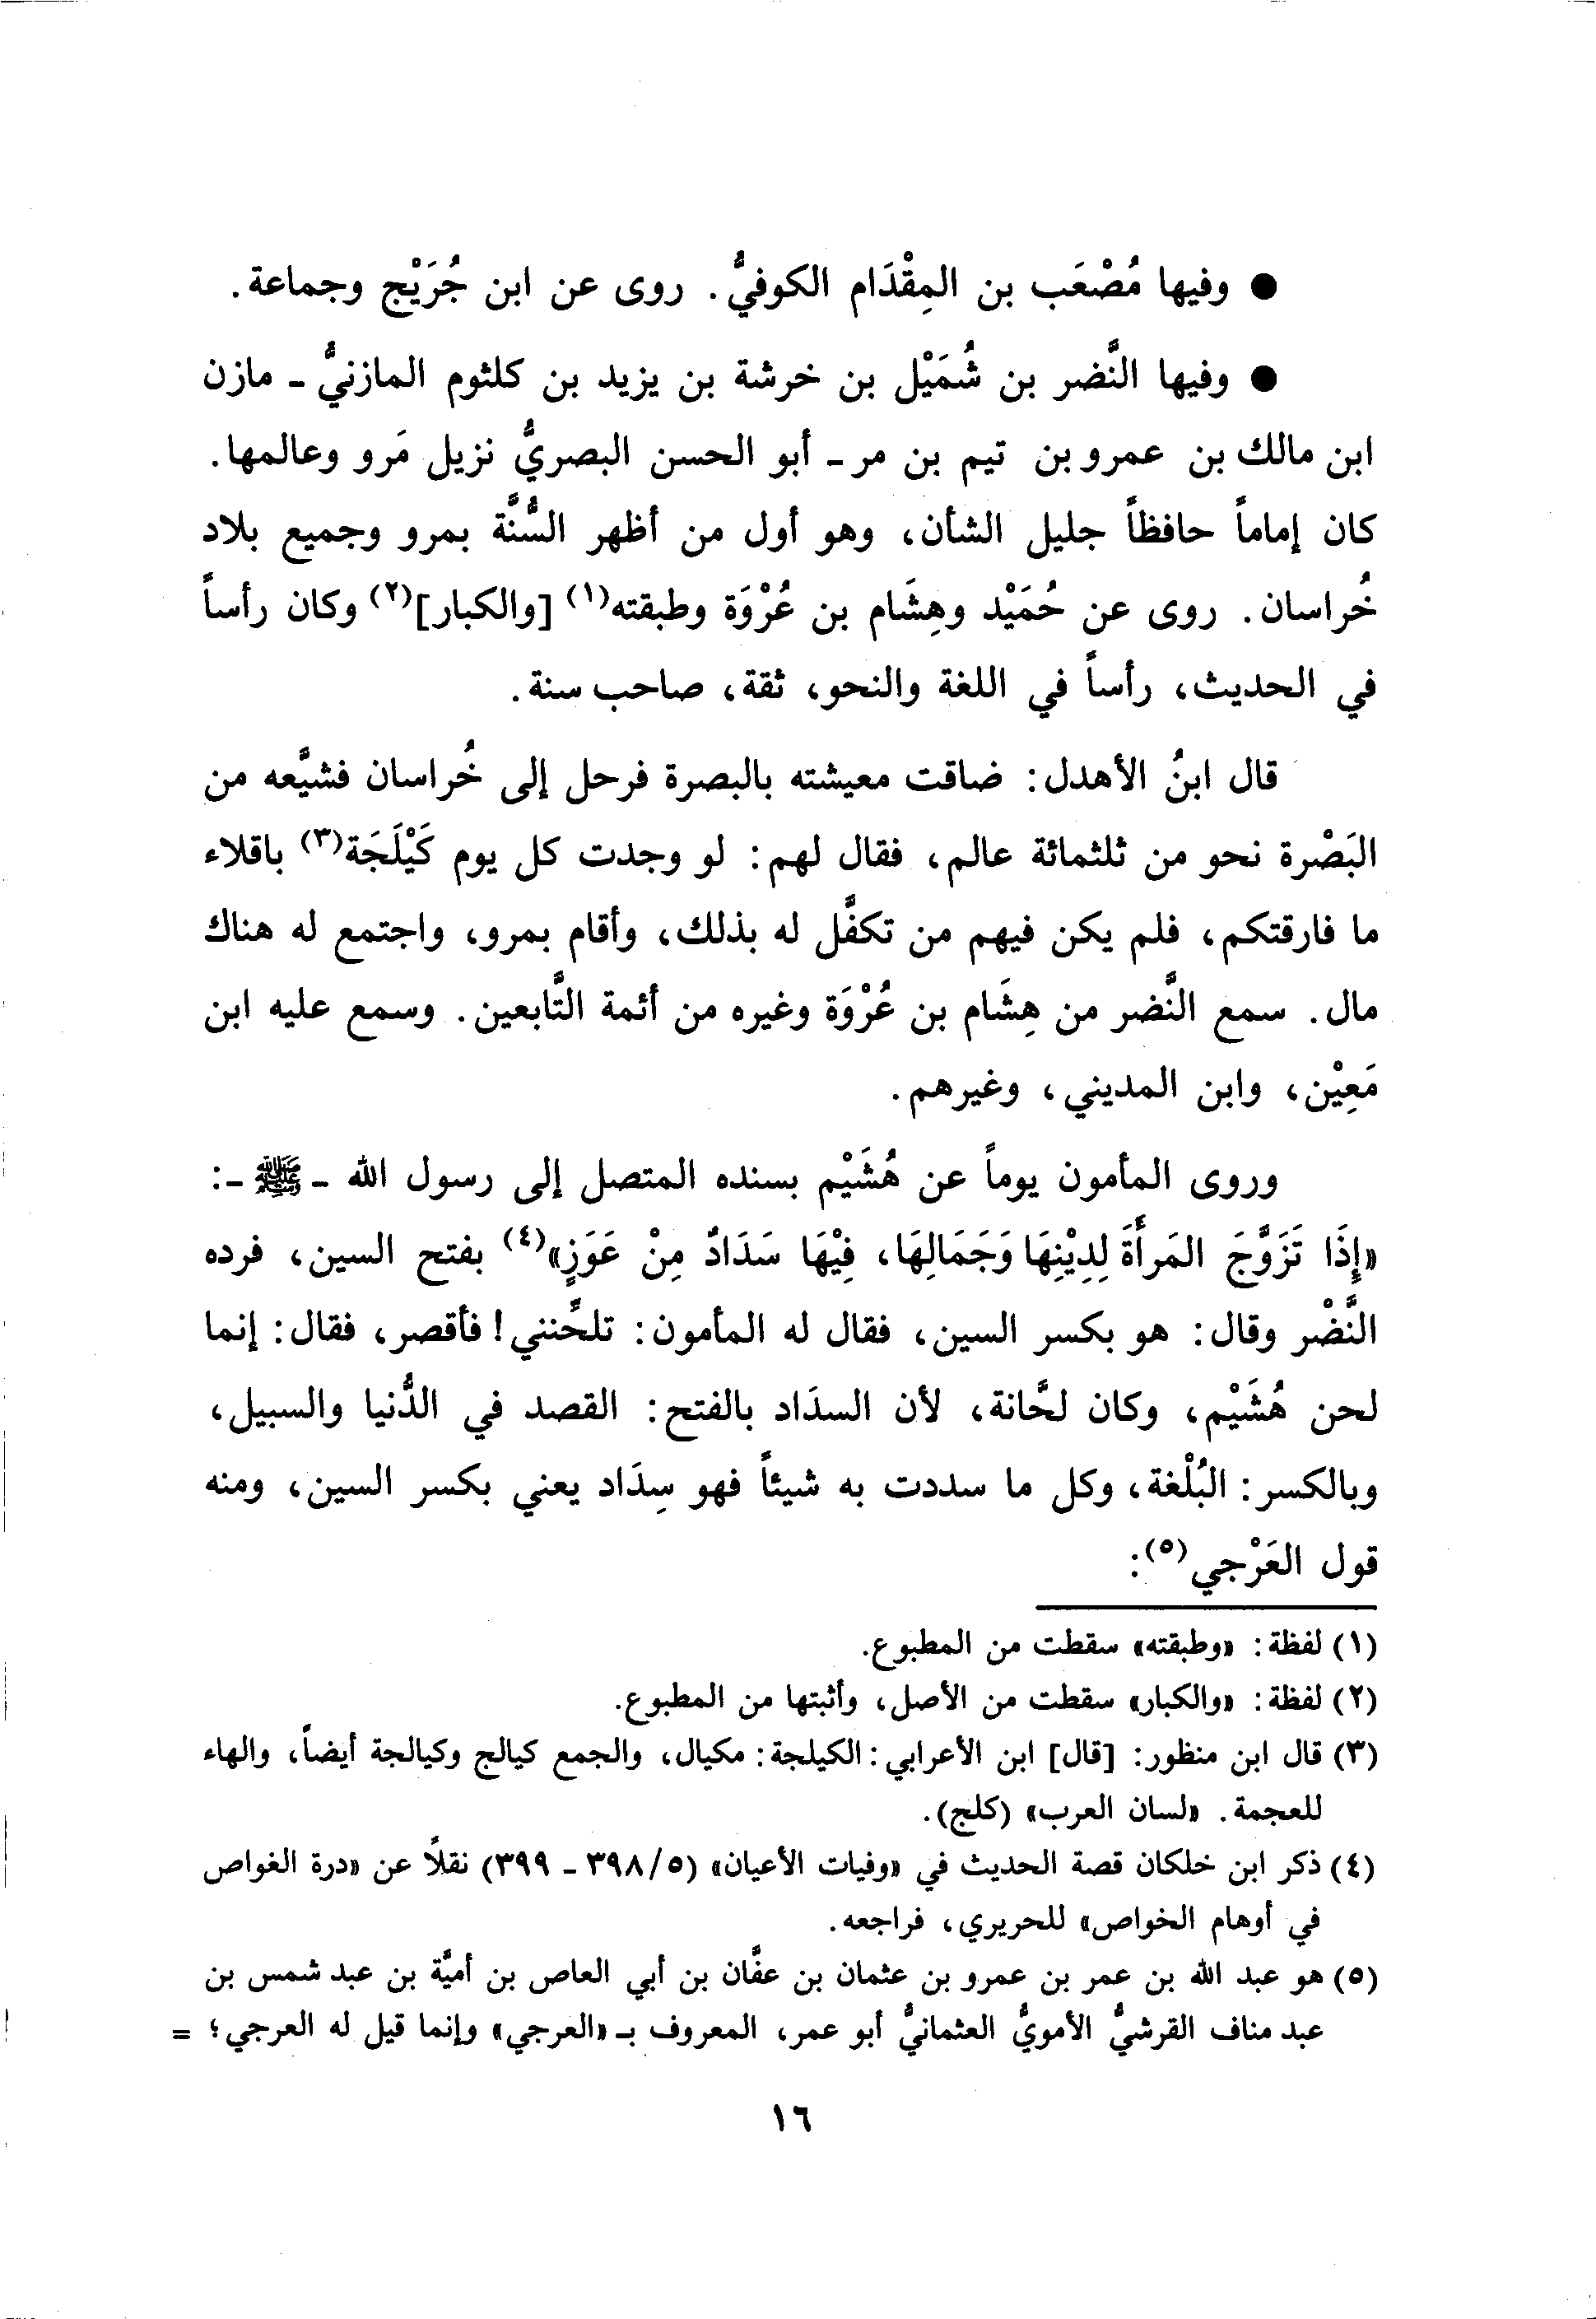 ● وفيها مُصْعَب بن المِقْدَام الكوفيُّ. روى عن ابن جُرَيْج وجماعة.
● وفيها النَّضر بن شُمَيْل بن خرشة بن يزيد بن كلثوم المازنيُّ ـ مازن
ابن مالك بن عمرو بن تيم بن مر ـ أبو الحسن البصريُّ نزيل مَرو وعالمها.
كان إماماً حافظاً جليل الشأن، وهو أول من أظهر السُّنَّة بمرو وجميع بلاد
خُراسان. روى عن حُمَيْد وهِشَام بن عُرْوَة وطبقته(١) [والكبار](٢) وكان رأساً
في الحديث، رأساً في اللغة والنحو، ثقة، صاحب سنة.
قال ابنُ الأهدل: ضاقت معيشته بالبصرة فرحل إلى خُراسان فشيَّعه من
البَصْرة نحو من ثلثمائة عالم، فقال لهم: لو وجدت كل يوم كَيْلَجَة(٣) باقلاء
ما فارقتكم، فلم يكن فيهم من تكفَّل له بذلك، وأقام بمرو، واجتمع له هناك
مال. سمع النَّضر من هِشَام بن عُرْوَة وغيره من أئمة التَّابعين. وسمع عليه ابن
مَعِيْن، وابن المديني، وغيرهم.
وروى المأمون يوماً عن هُشَيْم بسنده المتصل إلى رسول الله ـ ﷺ ـ:
«إِذَا تَزَوَّجَ المَرأَةَ لِدِيْنِهَا وَجَمَالِهَا، فِيْهَا سَدَادٌ مِنْ عَوَزٍ»(٤) بفتح السين، فرده
النَّضْر وقال: هو بكسر السين، فقال له المأمون: تلحِّنني! فأقصر، فقال: إنما
لحن هُشَيْم، وكان لحَّانة، لأن السدَاد بالفتح: القصد في الدُّنيا والسبيل،
وبالكسر: البُلْغة، وكل ما سددت به شيئاً فهو سِدَاد يعني بكسر السين، ومنه
قول العَرْجي(٥):
(١) لفظة: «وطبقته» سقطت من المطبوع.
(٢) لفظة: «والكبار» سقطت من الأصل، وأثبتها من المطبوع.
(٣) قال ابن منظور: [قال] ابن الأعرابي: الكيلجة: مكيال، والجمع كيالج وكيالجة أيضاً، والهاء
للعجمة. «لسان العرب» (كلج).
(٤) ذكر ابن خلكان قصة الحديث في «وفيات الأعيان» (٥/٣٩٨ ـ ٣٩٩) نقلاً عن «درة الغواص
في أوهام الخواص» للحريري، فراجعه.
(٥) هو عبد الله بن عمر بن عمرو بن عثمان بن عفَّان بن أبي العاص بن أميَّة بن عبد شمس بن
عبد مناف القرشيُّ الأمويُّ العثمانيُّ أبو عمر، المعروف بـ «العرجي» وإنما قيل له العرجي؛ =
١٦